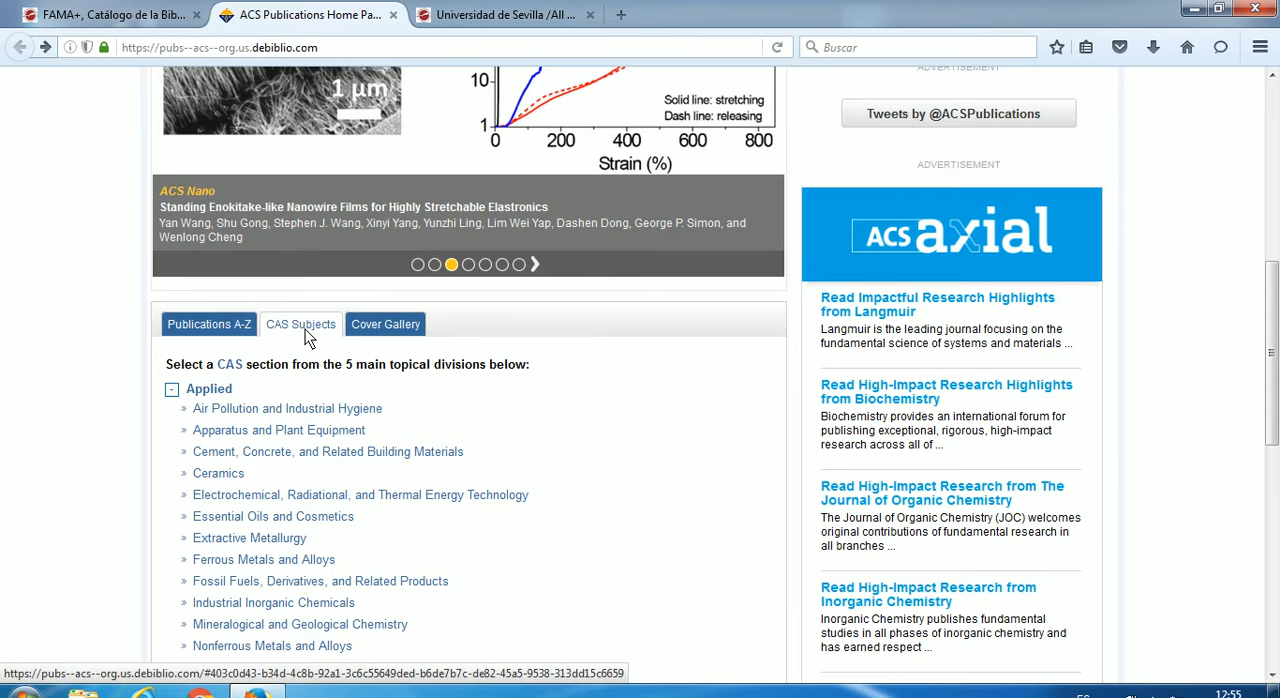 FAMA+, Catálogo de la Bib...
ACS Publications Home Pa...
Universidad de Sevilla /All ...
https://pubs--acs--org.us.debiblio.com
Buscar
1 µm
10
1
0 200 400 600 800
Strain (%)
Solid line: stretching
Dash line: releasing
ACS Nano
Standing Enokitake-like Nanowire Films for Highly Stretchable Elastronics
Yan Wang, Shu Gong, Stephen J. Wang, Xinyi Yang, Yunzhi Ling, Lim Wei Yap, Dashen Dong, George P. Simon, and
Wenlong Cheng
Publications A-Z
CAS Subjects
Cover Gallery
Select a CAS section from the 5 main topical divisions below:
- Applied
» Air Pollution and Industrial Hygiene
» Apparatus and Plant Equipment
» Cement, Concrete, and Related Building Materials
» Ceramics
» Electrochemical, Radiational, and Thermal Energy Technology
» Essential Oils and Cosmetics
» Extractive Metallurgy
» Ferrous Metals and Alloys
» Fossil Fuels, Derivatives, and Related Products
» Industrial Inorganic Chemicals
» Mineralogical and Geological Chemistry
» Nonferrous Metals and Alloys
ADVERTISEMENT
Tweets by @ACSPublications
ADVERTISEMENT
ACS axial
Read Impactful Research Highlights
from Langmuir
Langmuir is the leading journal focusing on the
fundamental science of systems and materials ...
Read High-Impact Research Highlights
from Biochemistry
Biochemistry provides an international forum for
publishing exceptional, rigorous, high-impact
research across all of ...
Read High-Impact Research from The
Journal of Organic Chemistry
The Journal of Organic Chemistry (JOC) welcomes
original contributions of fundamental research in
all branches ...
Read High-Impact Research from
Inorganic Chemistry
Inorganic Chemistry publishes fundamental
studies in all phases of inorganic chemistry and
has earned respect ...
https://pubs--acs--org.us.debiblio.com/#403c0d43-b34d-4c8b-92a1-3c6c55649ded-b6de7b7c-de82-45a5-9538-313dd15c6659
ES
12:55